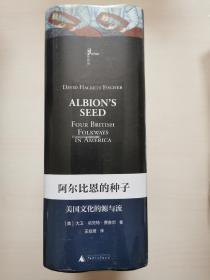 DAVID HACKETT FISCHER
ALBION'S
SEED
FOUR BRITISH
FOLKWAYS
IN AMERICA
阿尔比恩的种子
美国文化的源与流
[美] 大卫·哈克特·费舍尔 著
王剑鹰 译